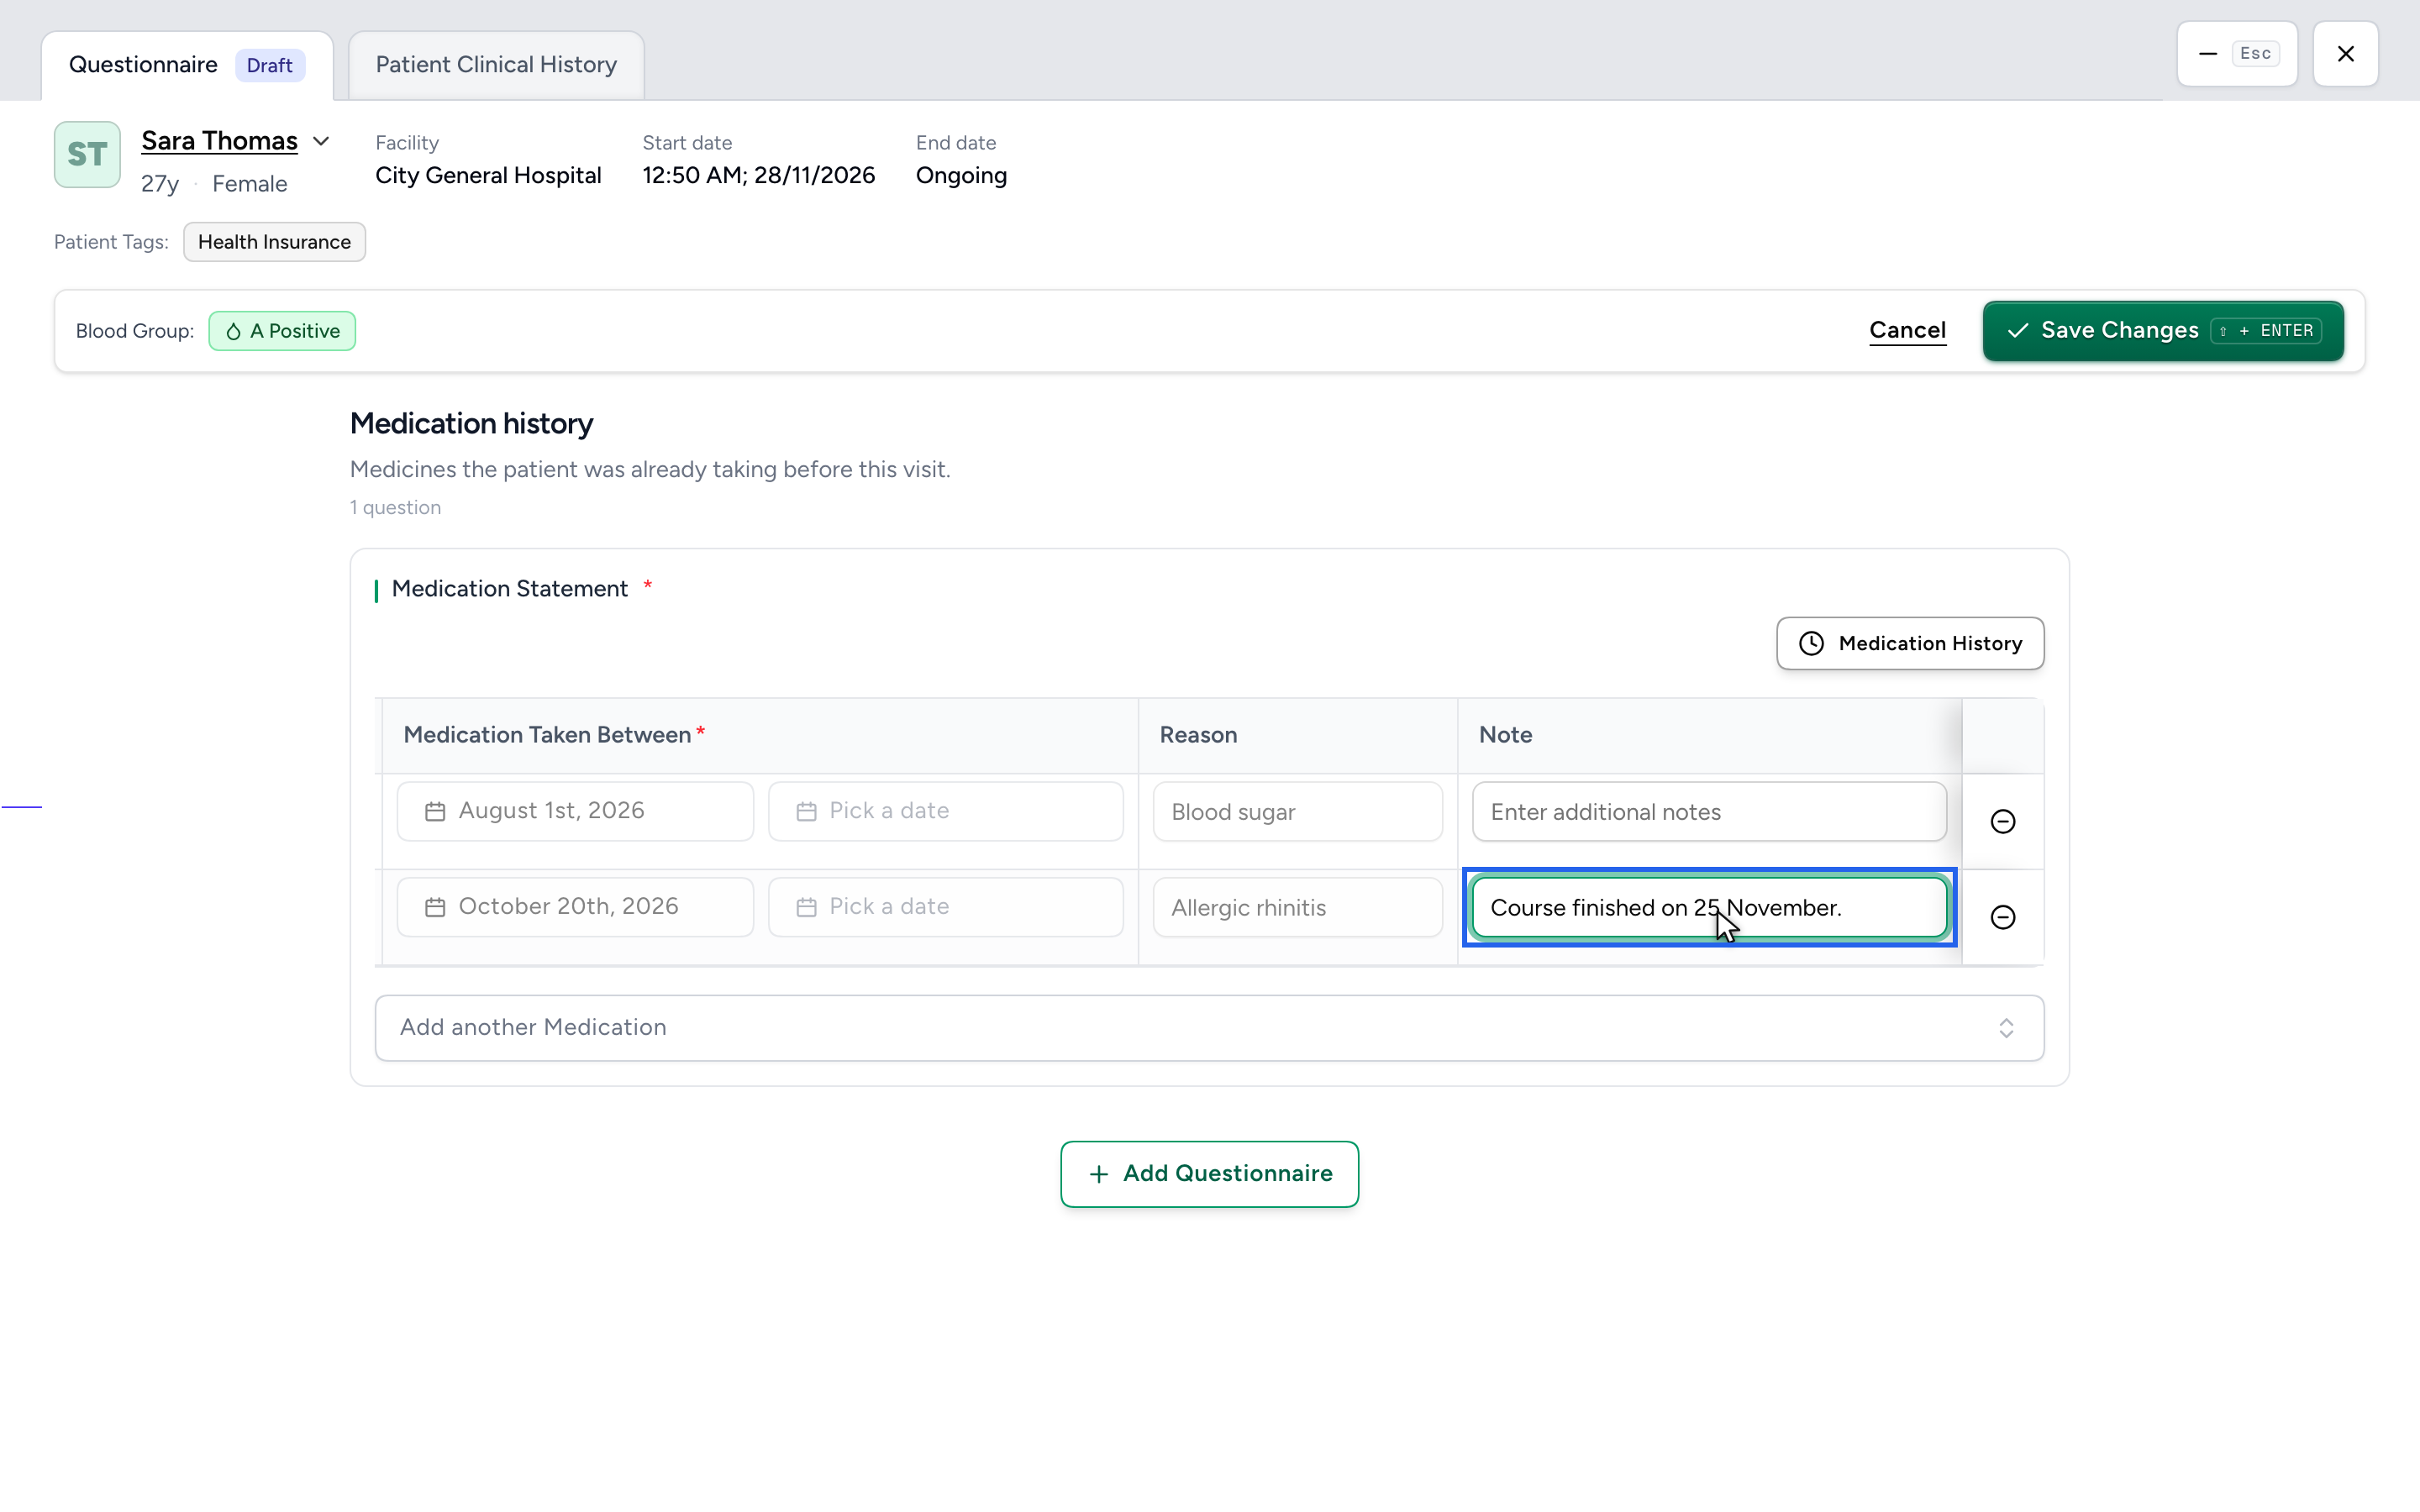 Questionnaire Draft Patient Clinical History Esc
ST Sara Thomas
27y · Female
Facility
City General Hospital
Start date
12:50 AM; 28/11/2026
End date
Ongoing
Patient Tags: Health Insurance
Blood Group: A Positive Cancel Save Changes ⇧ + ENTER
Medication history
Medicines the patient was already taking before this visit.
1 question
Medication Statement *
Medication History
Medication Taken Between* Reason Note
August 1st, 2026 Pick a date Blood sugar Enter additional notes
October 20th, 2026 Pick a date Allergic rhinitis Course finished on 25 November.
Add another Medication
+ Add Questionnaire